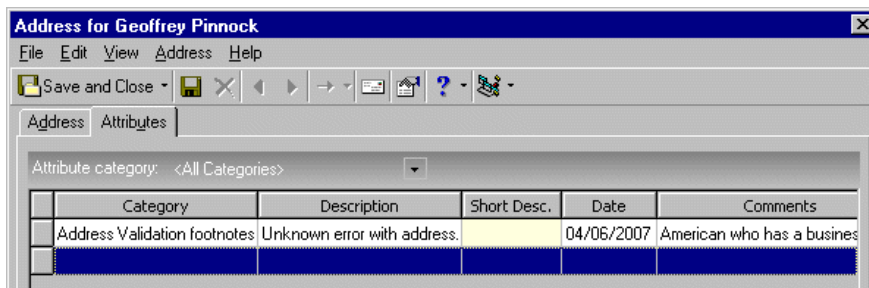 Address for Geoffrey Pinnock
File Edit View Address Help
Save and Close
Address Attributes
Attribute category: <All Categories>
Category Description Short Desc. Date Comments
Address Validation footnotes Unknown error with address. 04/06/2007 American who has a busines